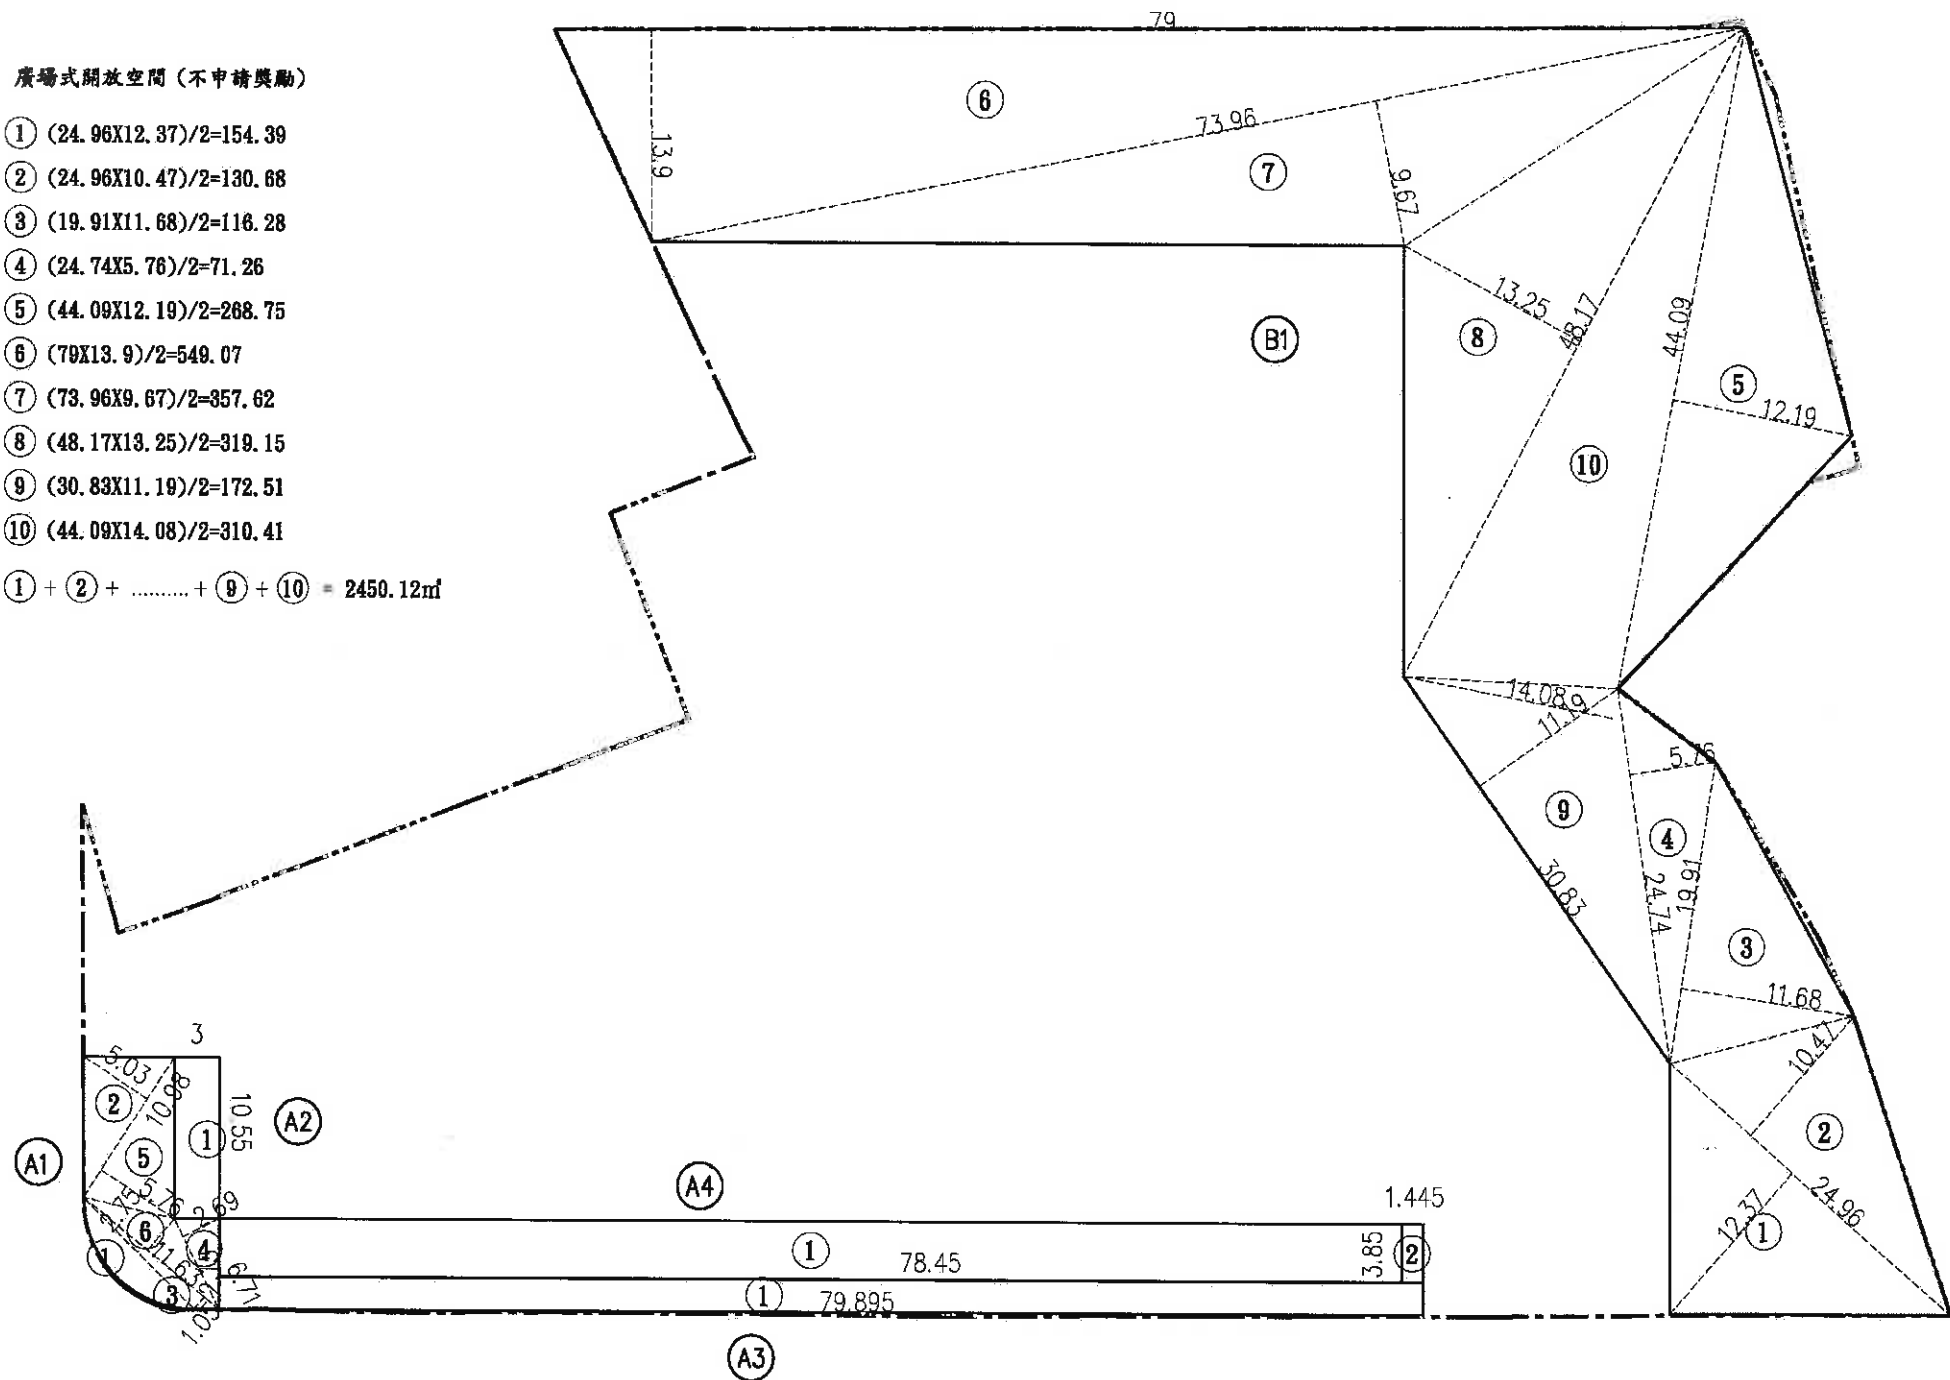 79
廣場式開放空間(不申請獎勵)
① (24.96X12.37)/2=154.39
② (24.96X10.47)/2=130.68
③ (19.91X11.68)/2=116.28
④ (24.74X5.76)/2=71.26
⑤ (44.09X12.19)/2=268.75
⑥ (79X13.9)/2=549.07
⑦ (73.96X9.67)/2=357.62
⑧ (48.17X13.25)/2=319.15
⑨ (30.83X11.19)/2=172.51
⑩ (44.09X14.08)/2=310.41
① + ② + ......... + ⑨ + ⑩ = 2450.12㎡
⑥
13.9
73.96
⑦
9.67
13.25
48.17
44.09
B1
⑧
⑤
12.19
⑩
14.08
11.19
5.76
⑨
④
30.83
24.74
19.91
③
11.68
10.47
②
24.96
12.37
①
3
5.03
10.98
②
①
10.55
A2
A1
⑤
5.76
2.69
⑥
④
11.63
6.71
①
③
A4
1.445
①
78.45
3.85
②
①
79.895
A3